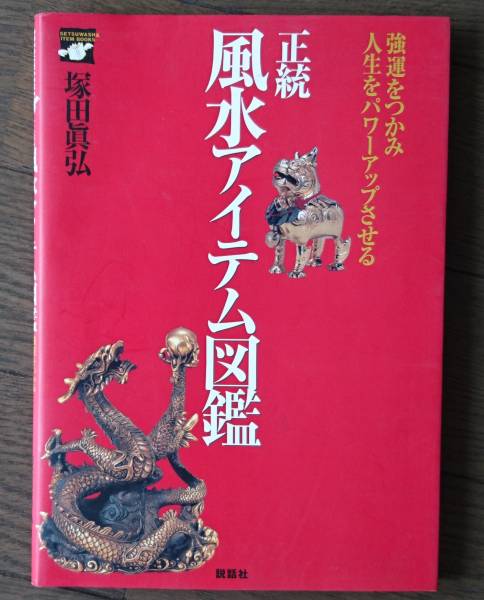 強運をつかみ
人生をパワーアップさせる
正統
風水アイテム図鑑
SETSUWASHA
ITEM BOOKS
塚田眞弘
説話社